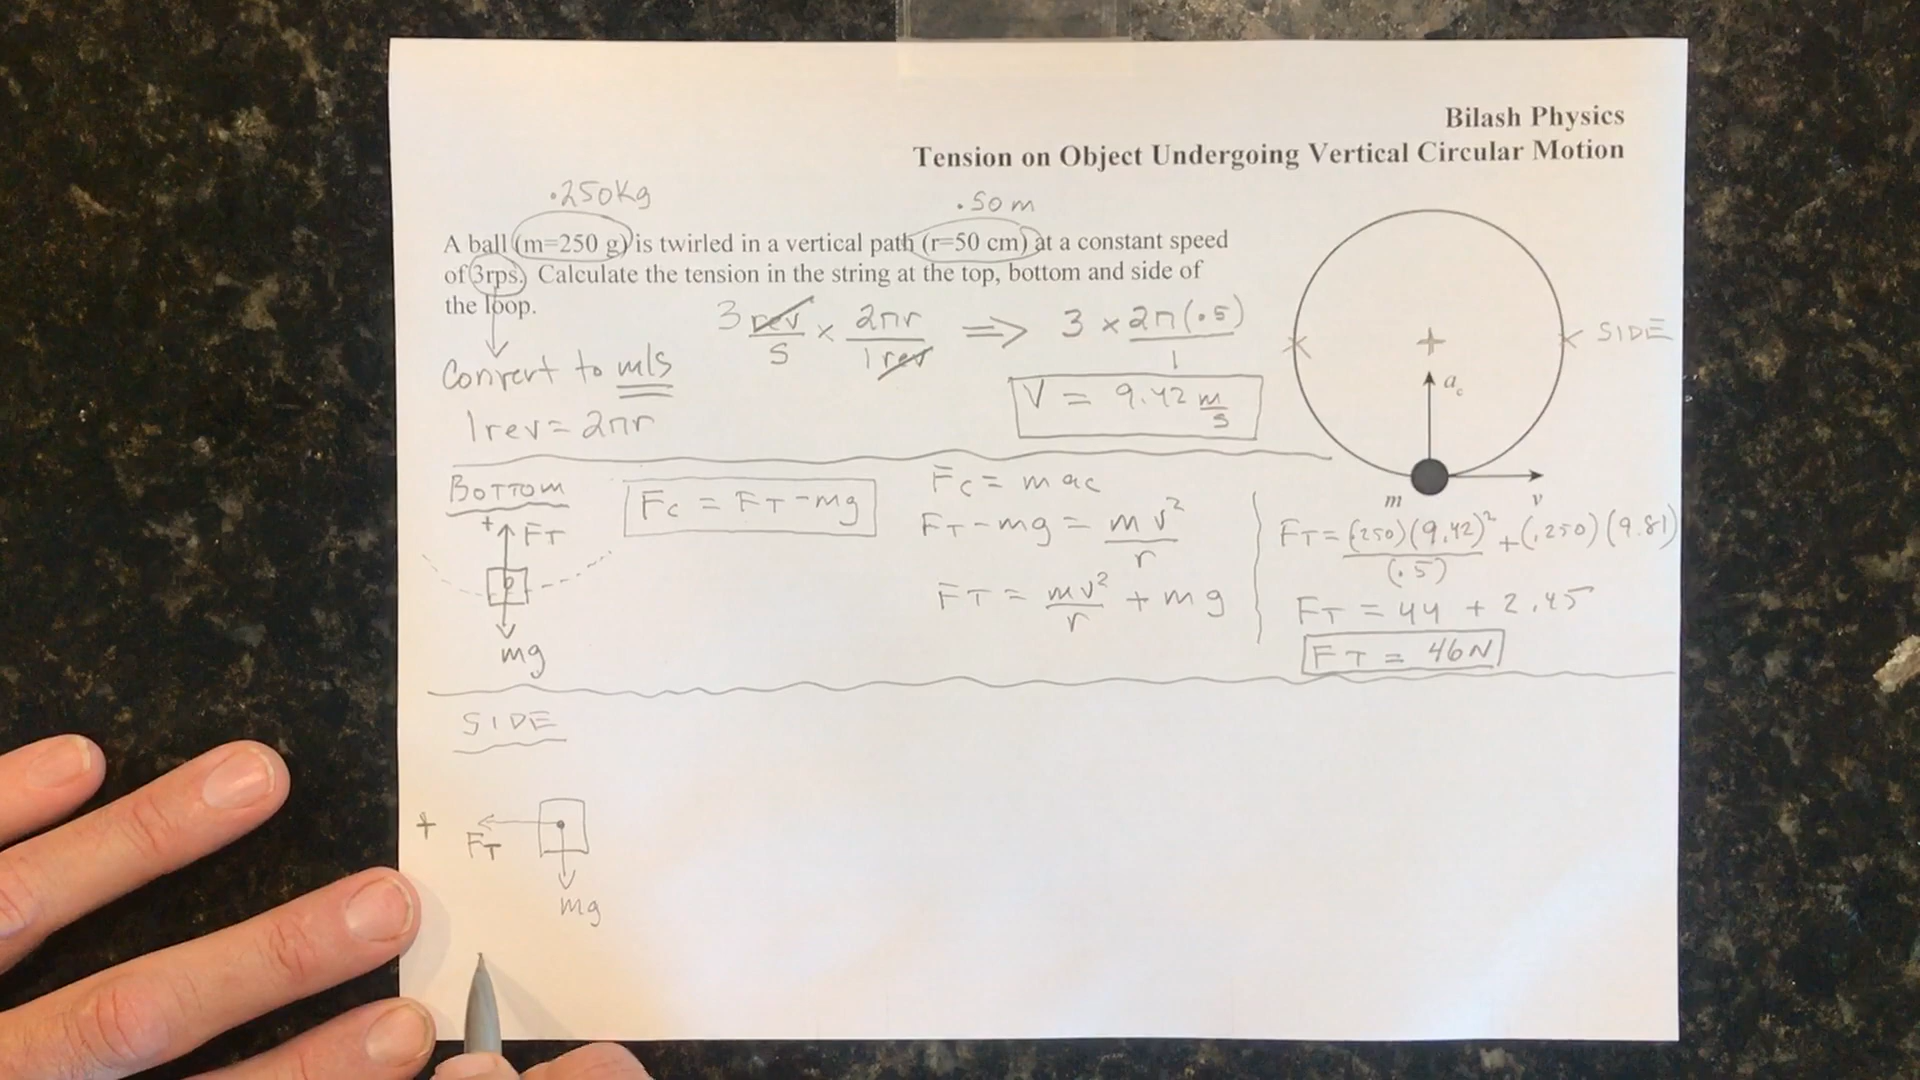 Bilash Physics
Tension on Object Undergoing Vertical Circular Motion
.250Kg
.50m
A ball (m=250 g) is twirled in a vertical path (r=50 cm) at a constant speed
of 3rps. Calculate the tension in the string at the top, bottom and side of
the loop.
3 rev/s × 2πr/1rev ⇒ 3 × 2π(.5)/1
Convert to m/s
1rev = 2πr
V = 9.42 m/s
+ SIDE
a_c
m
v
BOTTOM
Fc = FT - mg
+ FT
mg
Fc = mac
FT - mg = mv²/r
FT = mv²/r + mg
FT = (.250)(9.42)²/(.5) + (.250)(9.81)
FT = 44 + 2.45
FT = 46N
SIDE
+ FT
mg